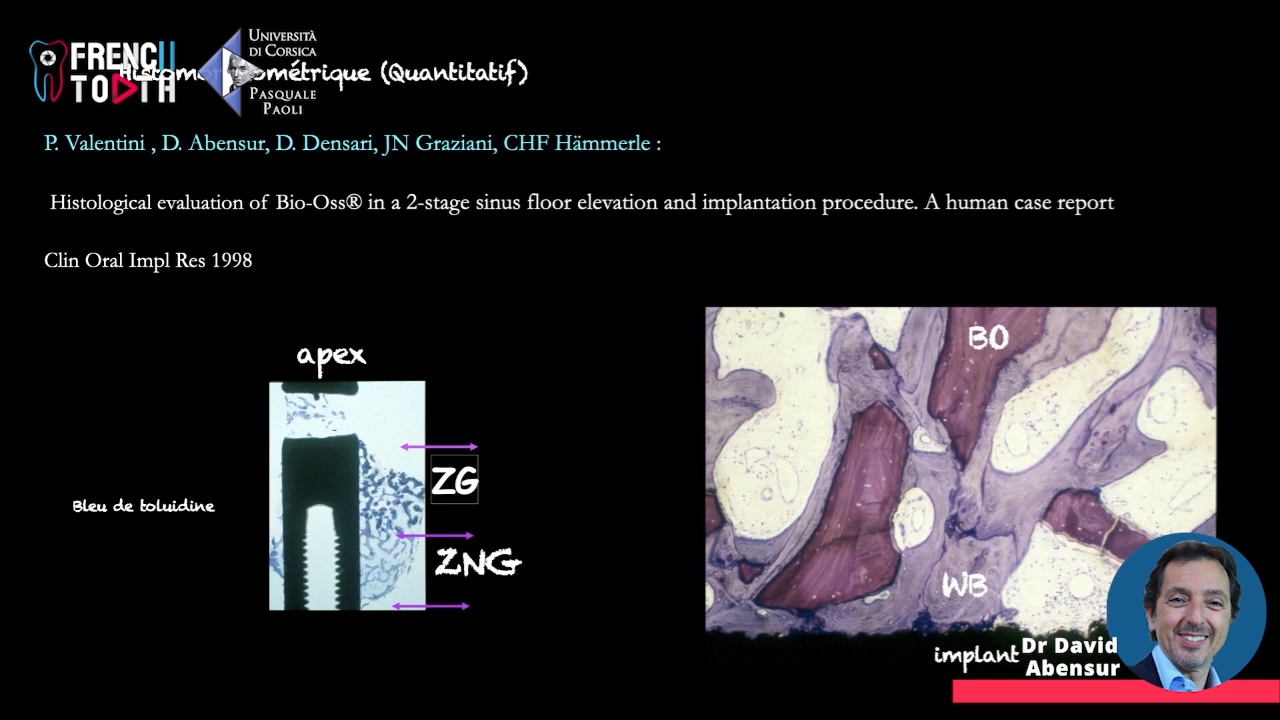 FRENCH
TOOTH
UNIVERSITÀ
DI CORSICA
PASQUALE
PAOLI
(Quantitatif)
P. Valentini , D. Abensur, D. Densari, JN Graziani, CHF Hämmerle :
Histological evaluation of Bio-Oss® in a 2-stage sinus floor elevation and implantation procedure. A human case report
Clin Oral Impl Res 1998
apex
ZG
ZNG
Bleu de toluidine
BO
WB
implant
Dr David
Abensur